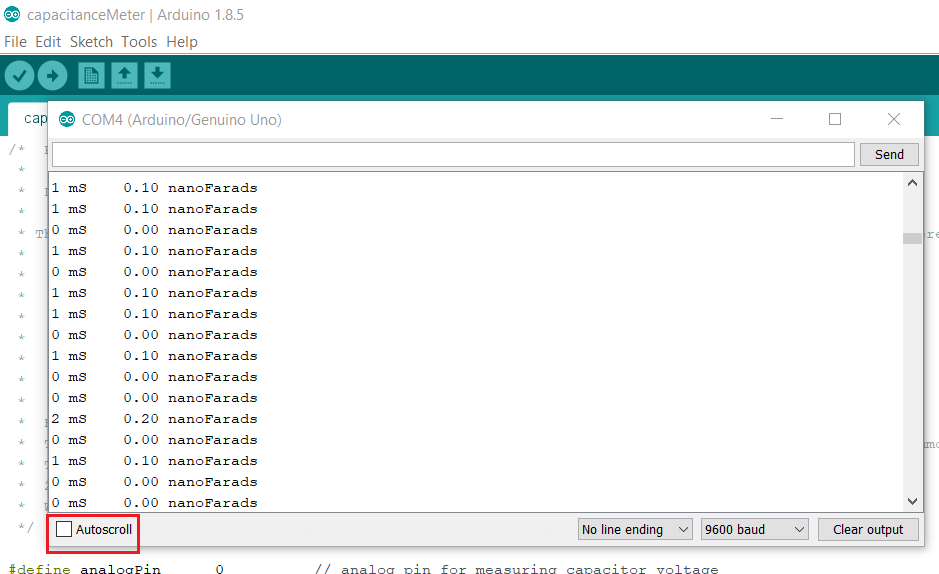 capacitanceMeter | Arduino 1.8.5
File Edit Sketch Tools Help
cap
COM4 (Arduino/Genuino Uno)
Send
/*
*
*
*
* Th
*
*
*
*
*
*
*
*
*
*
*
*
*
*/
1 mS 0.10 nanoFarads
1 mS 0.10 nanoFarads
0 mS 0.00 nanoFarads
1 mS 0.10 nanoFarads
0 mS 0.00 nanoFarads
1 mS 0.10 nanoFarads
1 mS 0.10 nanoFarads
0 mS 0.00 nanoFarads
1 mS 0.10 nanoFarads
0 mS 0.00 nanoFarads
0 mS 0.00 nanoFarads
2 mS 0.20 nanoFarads
0 mS 0.00 nanoFarads
1 mS 0.10 nanoFarads
0 mS 0.00 nanoFarads
0 mS 0.00 nanoFarads
Autoscroll No line ending 9600 baud Clear output
#define analogPin 0 // analog pin for measuring capacitor voltage